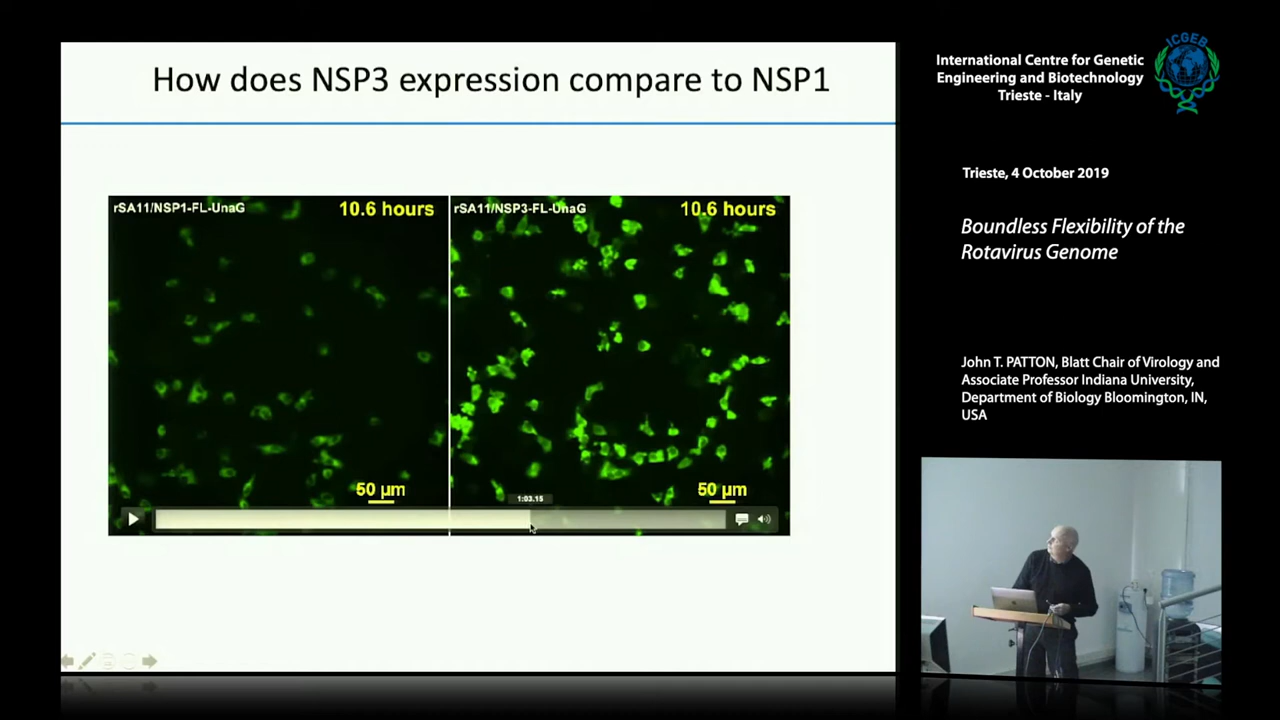 How does NSP3 expression compare to NSP1
rSA11/NSP1-FL-UnaG
10.6 hours
rSA11/NSP3-FL-UnaG
10.6 hours
50 µm
50 µm
1:03.15
International Centre for Genetic
Engineering and Biotechnology
Trieste - Italy
ICGEB
Trieste, 4 October 2019
Boundless Flexibility of the
Rotavirus Genome
John T. PATTON, Blatt Chair of Virology and
Associate Professor Indiana University,
Department of Biology Bloomington, IN,
USA